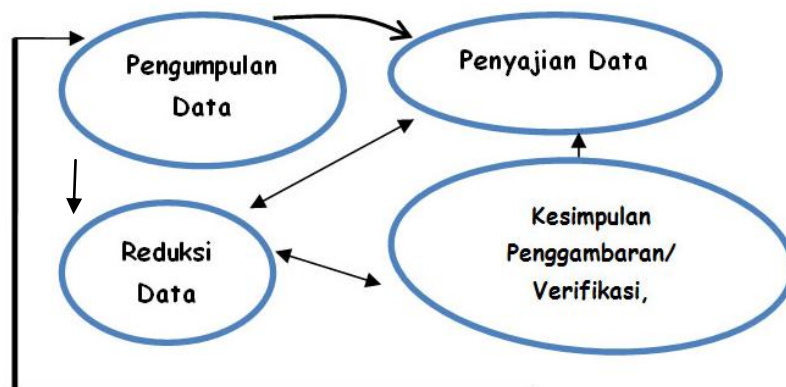 Pengumpulan
Data
Penyajian Data
Reduksi
Data
Kesimpulan
Penggambaran/
Verifikasi,